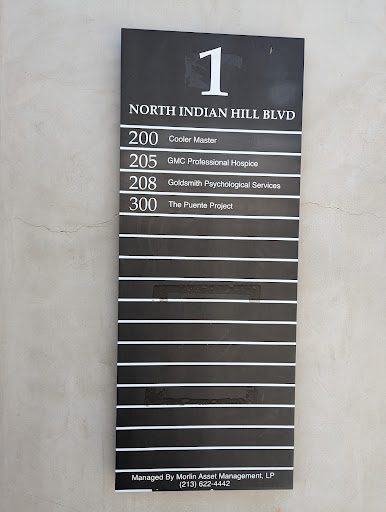 1
NORTH INDIAN HILL BLVD
200 Cooler Master
205 GMC Professional Hospice
208 Goldsmith Psychological Services
300 The Puente Project
Managed By Morlin Asset Management, LP
(213) 622-4442